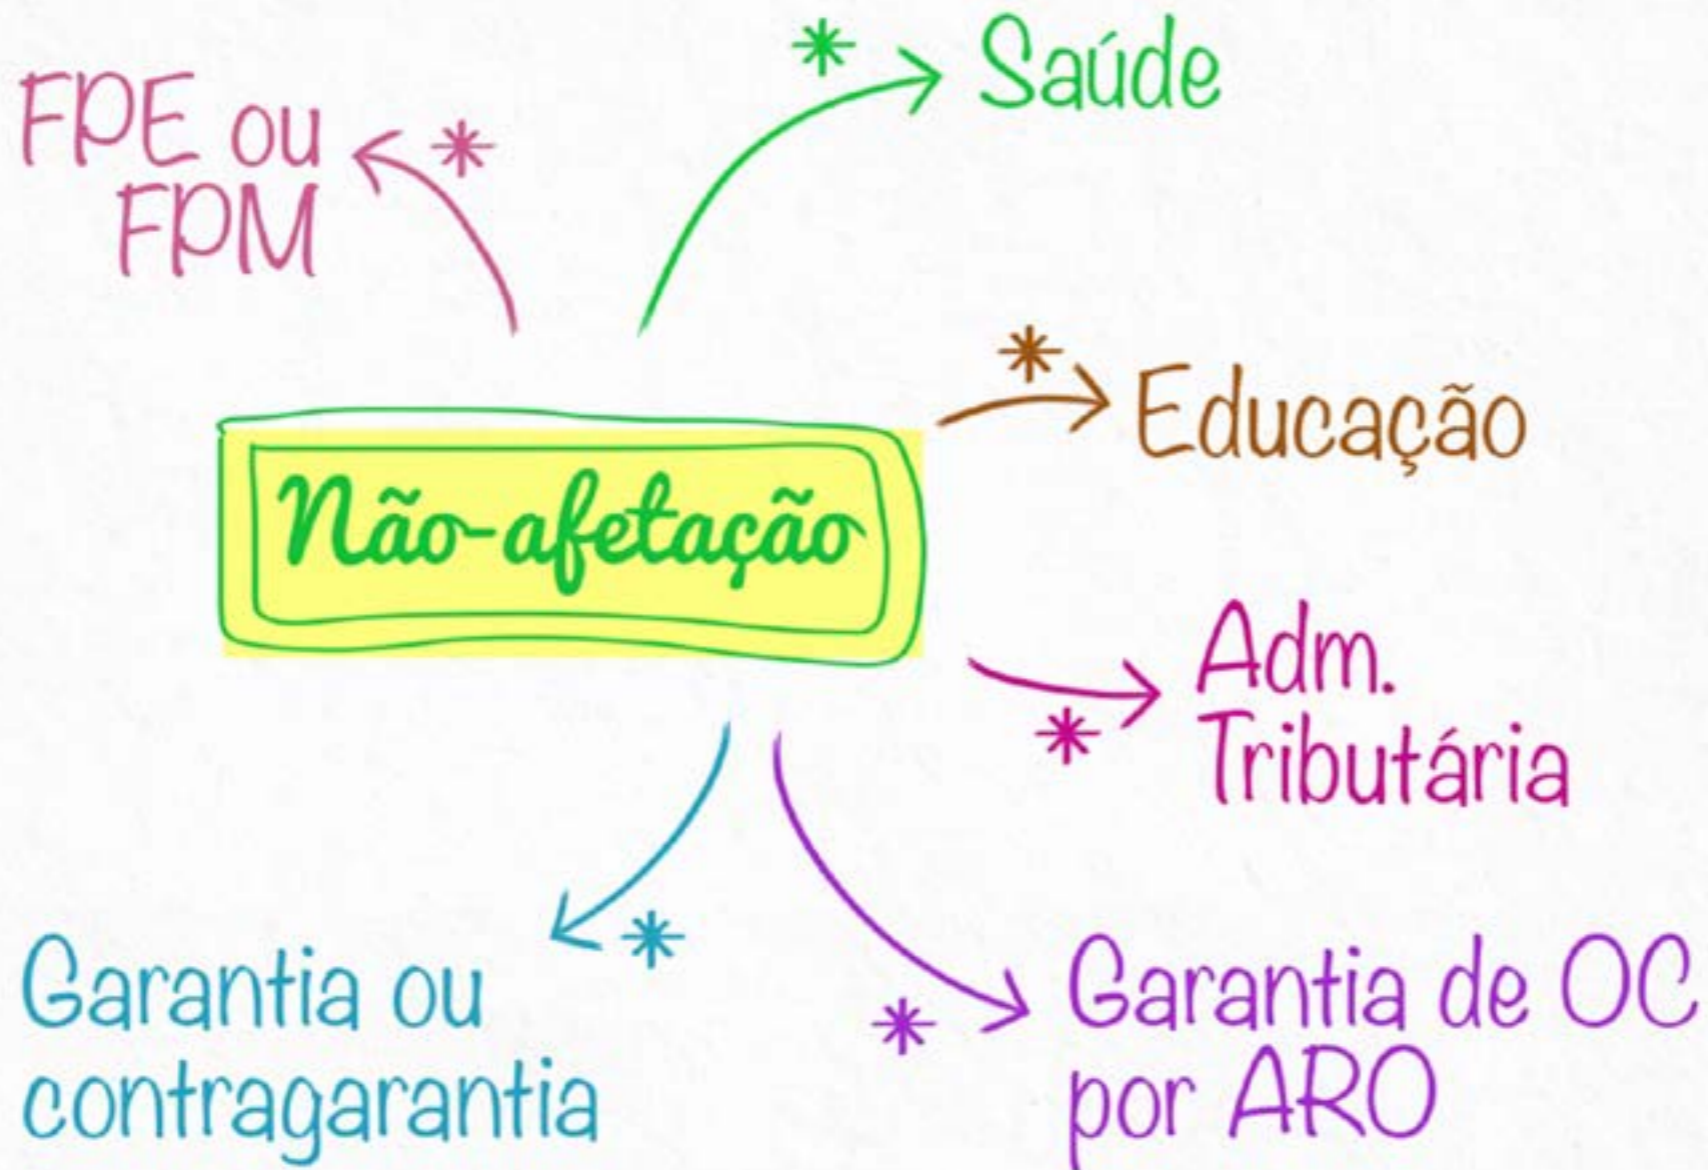 FPE ou
FPM
Saúde
Educação
Não-afetação
Adm.
Tributária
Garantia ou
contragarantia
Garantia de OC
por ARO